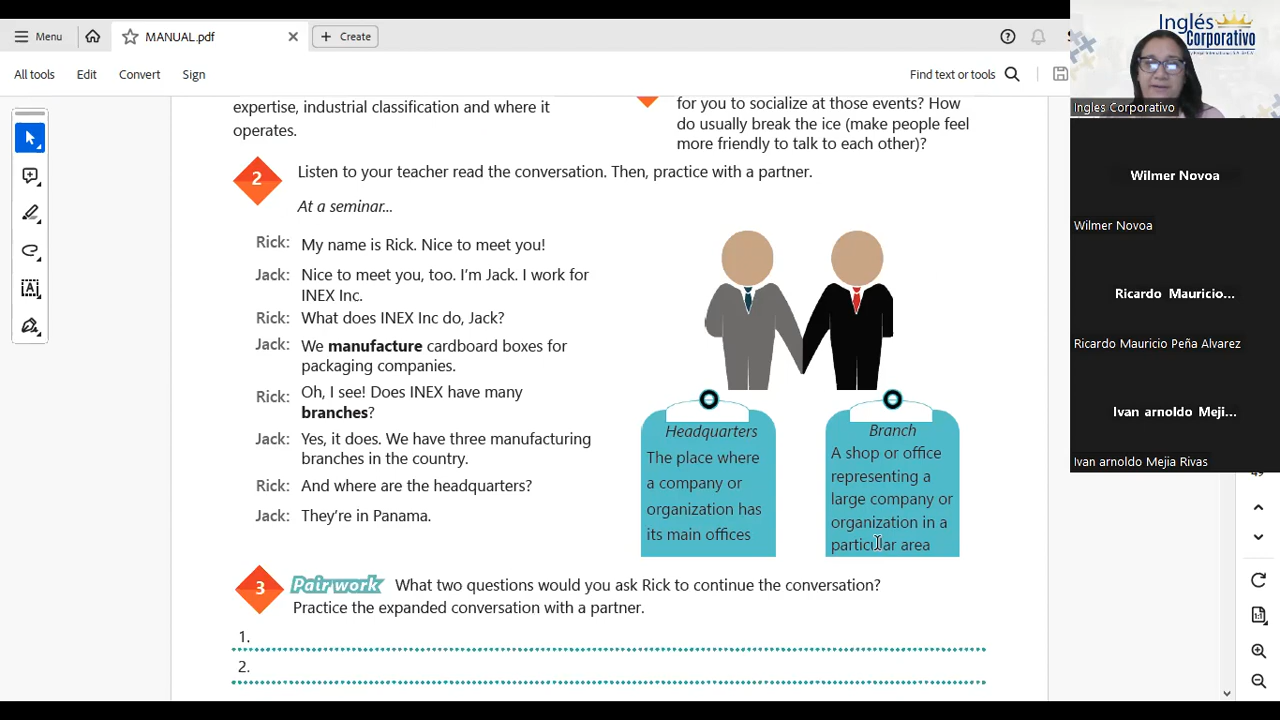 Menu
MANUAL.pdf
Create
All tools
Edit
Convert
Sign
Find text or tools
Inglés
Corporativo
Ingles Corporativo
Wilmer Novoa
Wilmer Novoa
Ricardo Mauricio...
Ricardo Mauricio Peña Alvarez
Ivan arnoldo Meji...
Ivan arnoldo Mejia Rivas
expertise, industrial classification and where it
operates.
for you to socialize at those events? How
do usually break the ice (make people feel
more friendly to talk to each other)?
2 Listen to your teacher read the conversation. Then, practice with a partner.
At a seminar...
Rick: My name is Rick. Nice to meet you!
Jack: Nice to meet you, too. I'm Jack. I work for
INEX Inc.
Rick: What does INEX Inc do, Jack?
Jack: We manufacture cardboard boxes for
packaging companies.
Rick: Oh, I see! Does INEX have many
branches?
Jack: Yes, it does. We have three manufacturing
branches in the country.
Rick: And where are the headquarters?
Jack: They're in Panama.
Headquarters
The place where
a company or
organization has
its main offices
Branch
A shop or office
representing a
large company or
organization in a
particular area
3 Pair work What two questions would you ask Rick to continue the conversation?
Practice the expanded conversation with a partner.
1.
2.